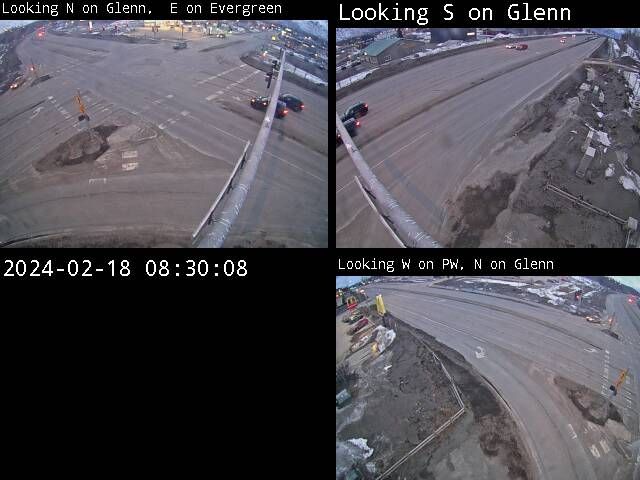 Looking N on Glenn,  E on Evergreen
Looking S on Glenn
2024-02-18 08:30:08
Looking W on PW, N on Glenn